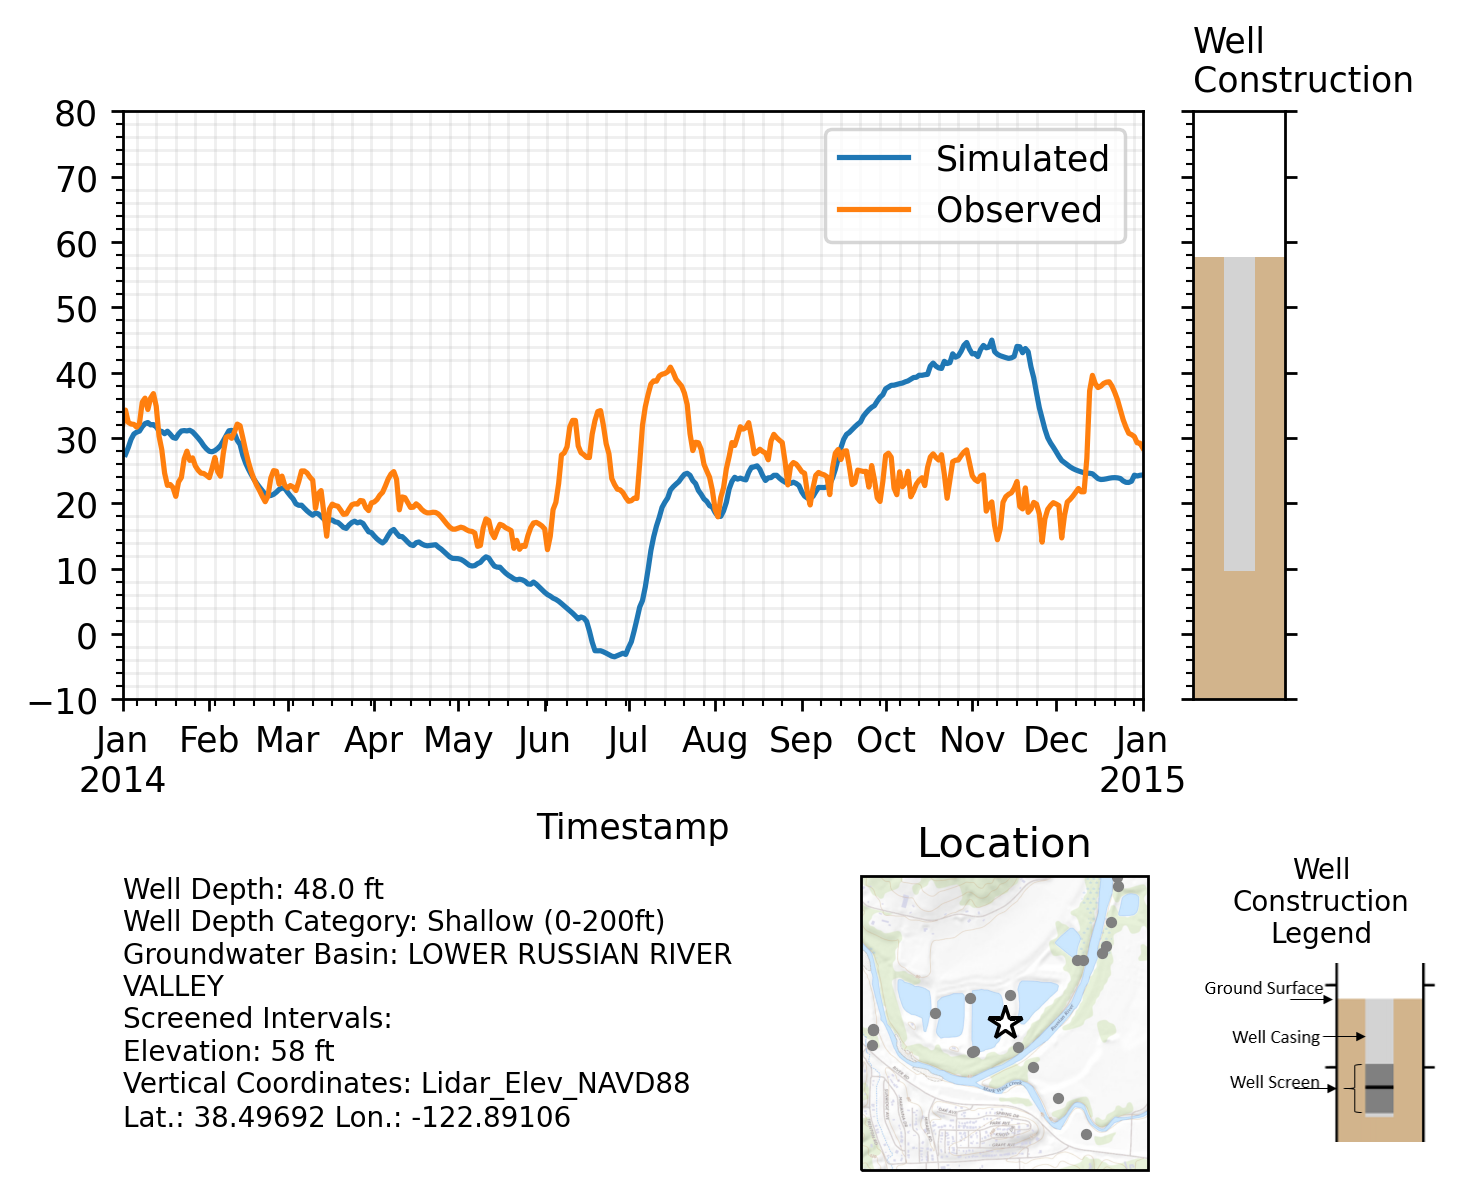 Well
Construction
80
70
60
50
40
30
20
10
0
−10
Simulated
Observed
Jan Feb Mar Apr May Jun Jul Aug Sep Oct Nov Dec Jan
2014 2015
Timestamp
Well Depth: 48.0 ft
Well Depth Category: Shallow (0-200ft)
Groundwater Basin: LOWER RUSSIAN RIVER
VALLEY
Screened Intervals:
Elevation: 58 ft
Vertical Coordinates: Lidar_Elev_NAVD88
Lat.: 38.49692 Lon.: -122.89106
Location
Well
Construction
Legend
Ground Surface
Well Casing
Well Screen